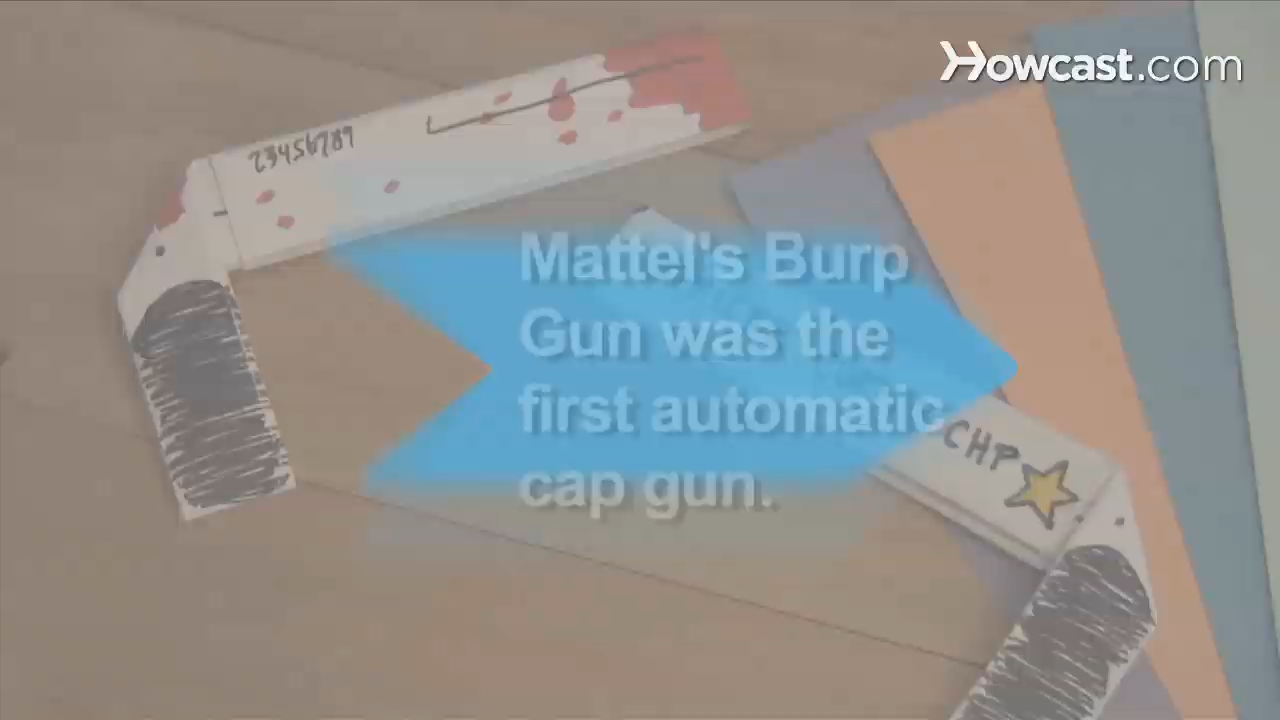 Howcast.com
23456789
Mattel's Burp
Gun was the
first automatic
cap gun.
CHP